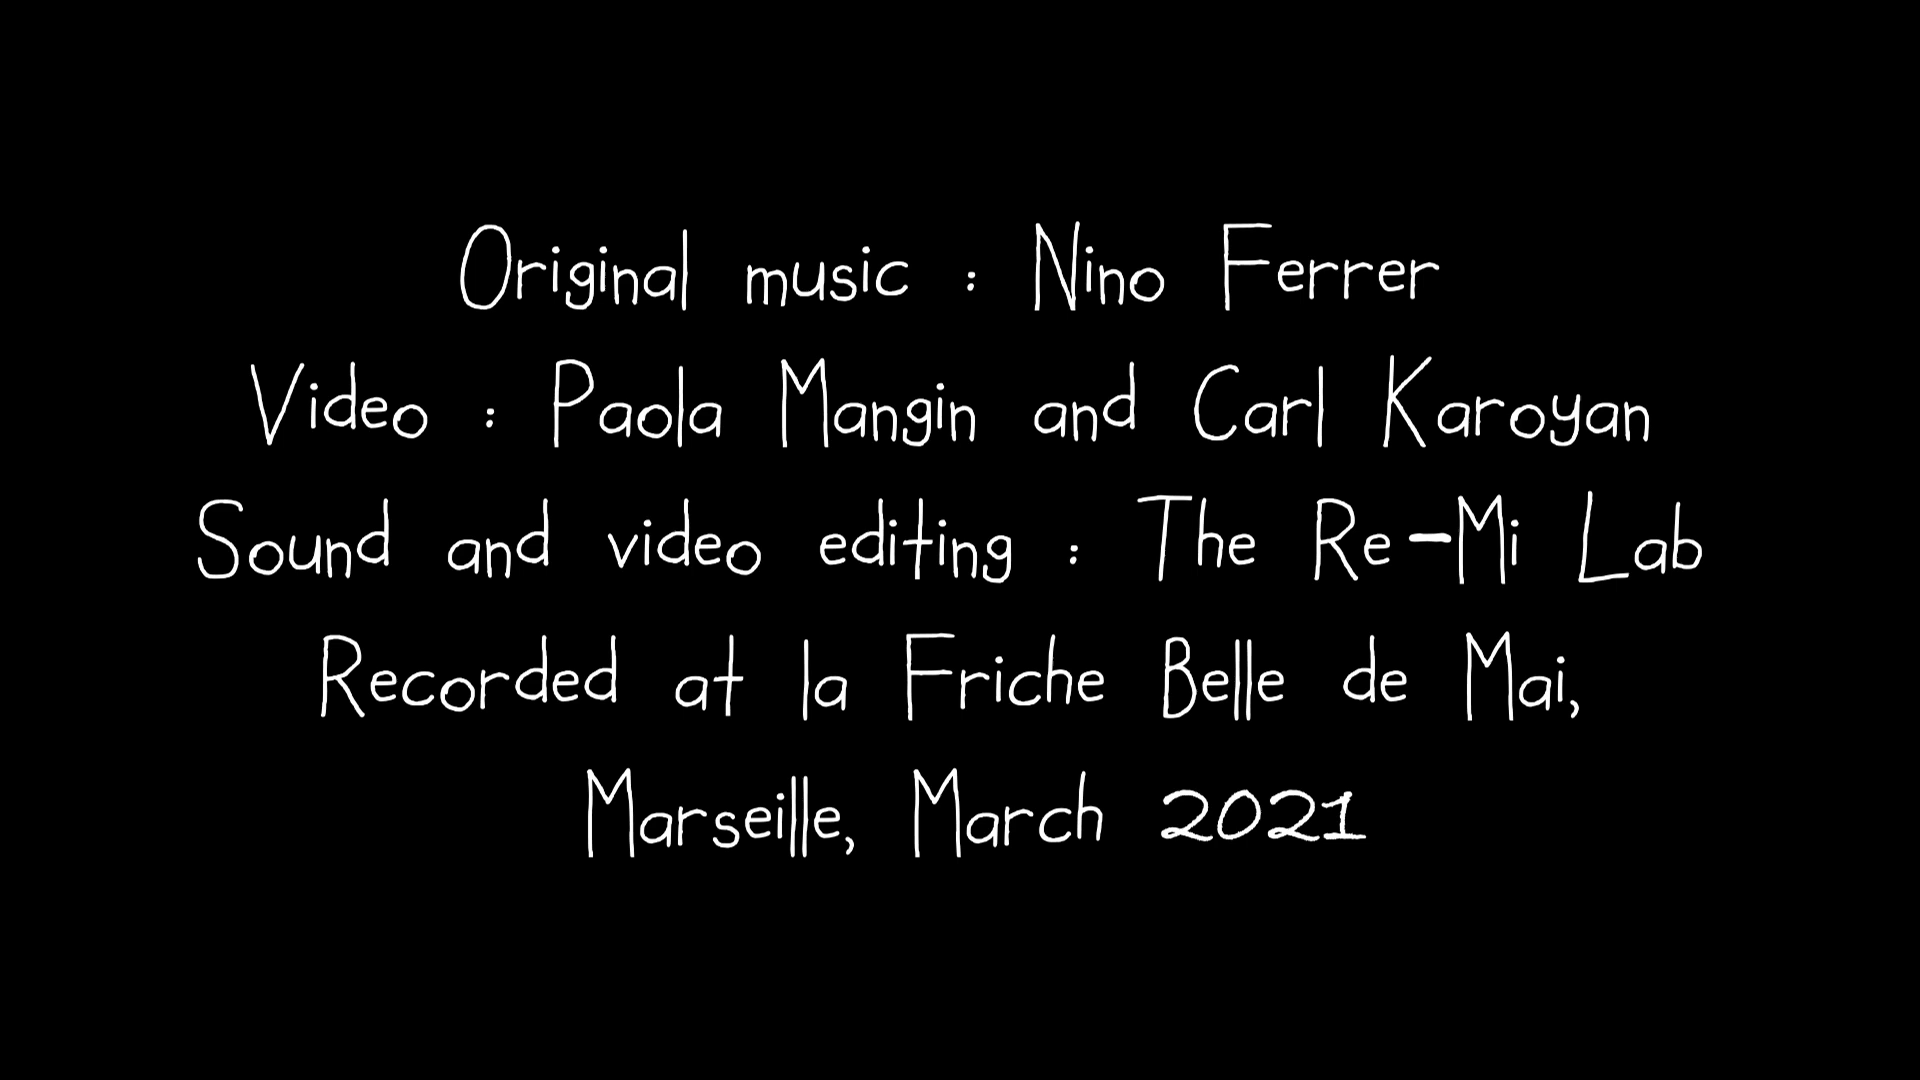 Original music : Nino Ferrer
Video : Paola Mangin and Carl Karoyan
Sound and video editing : The Re-Mi Lab
Recorded at la Friche Belle de Mai,
Marseille, March 2021